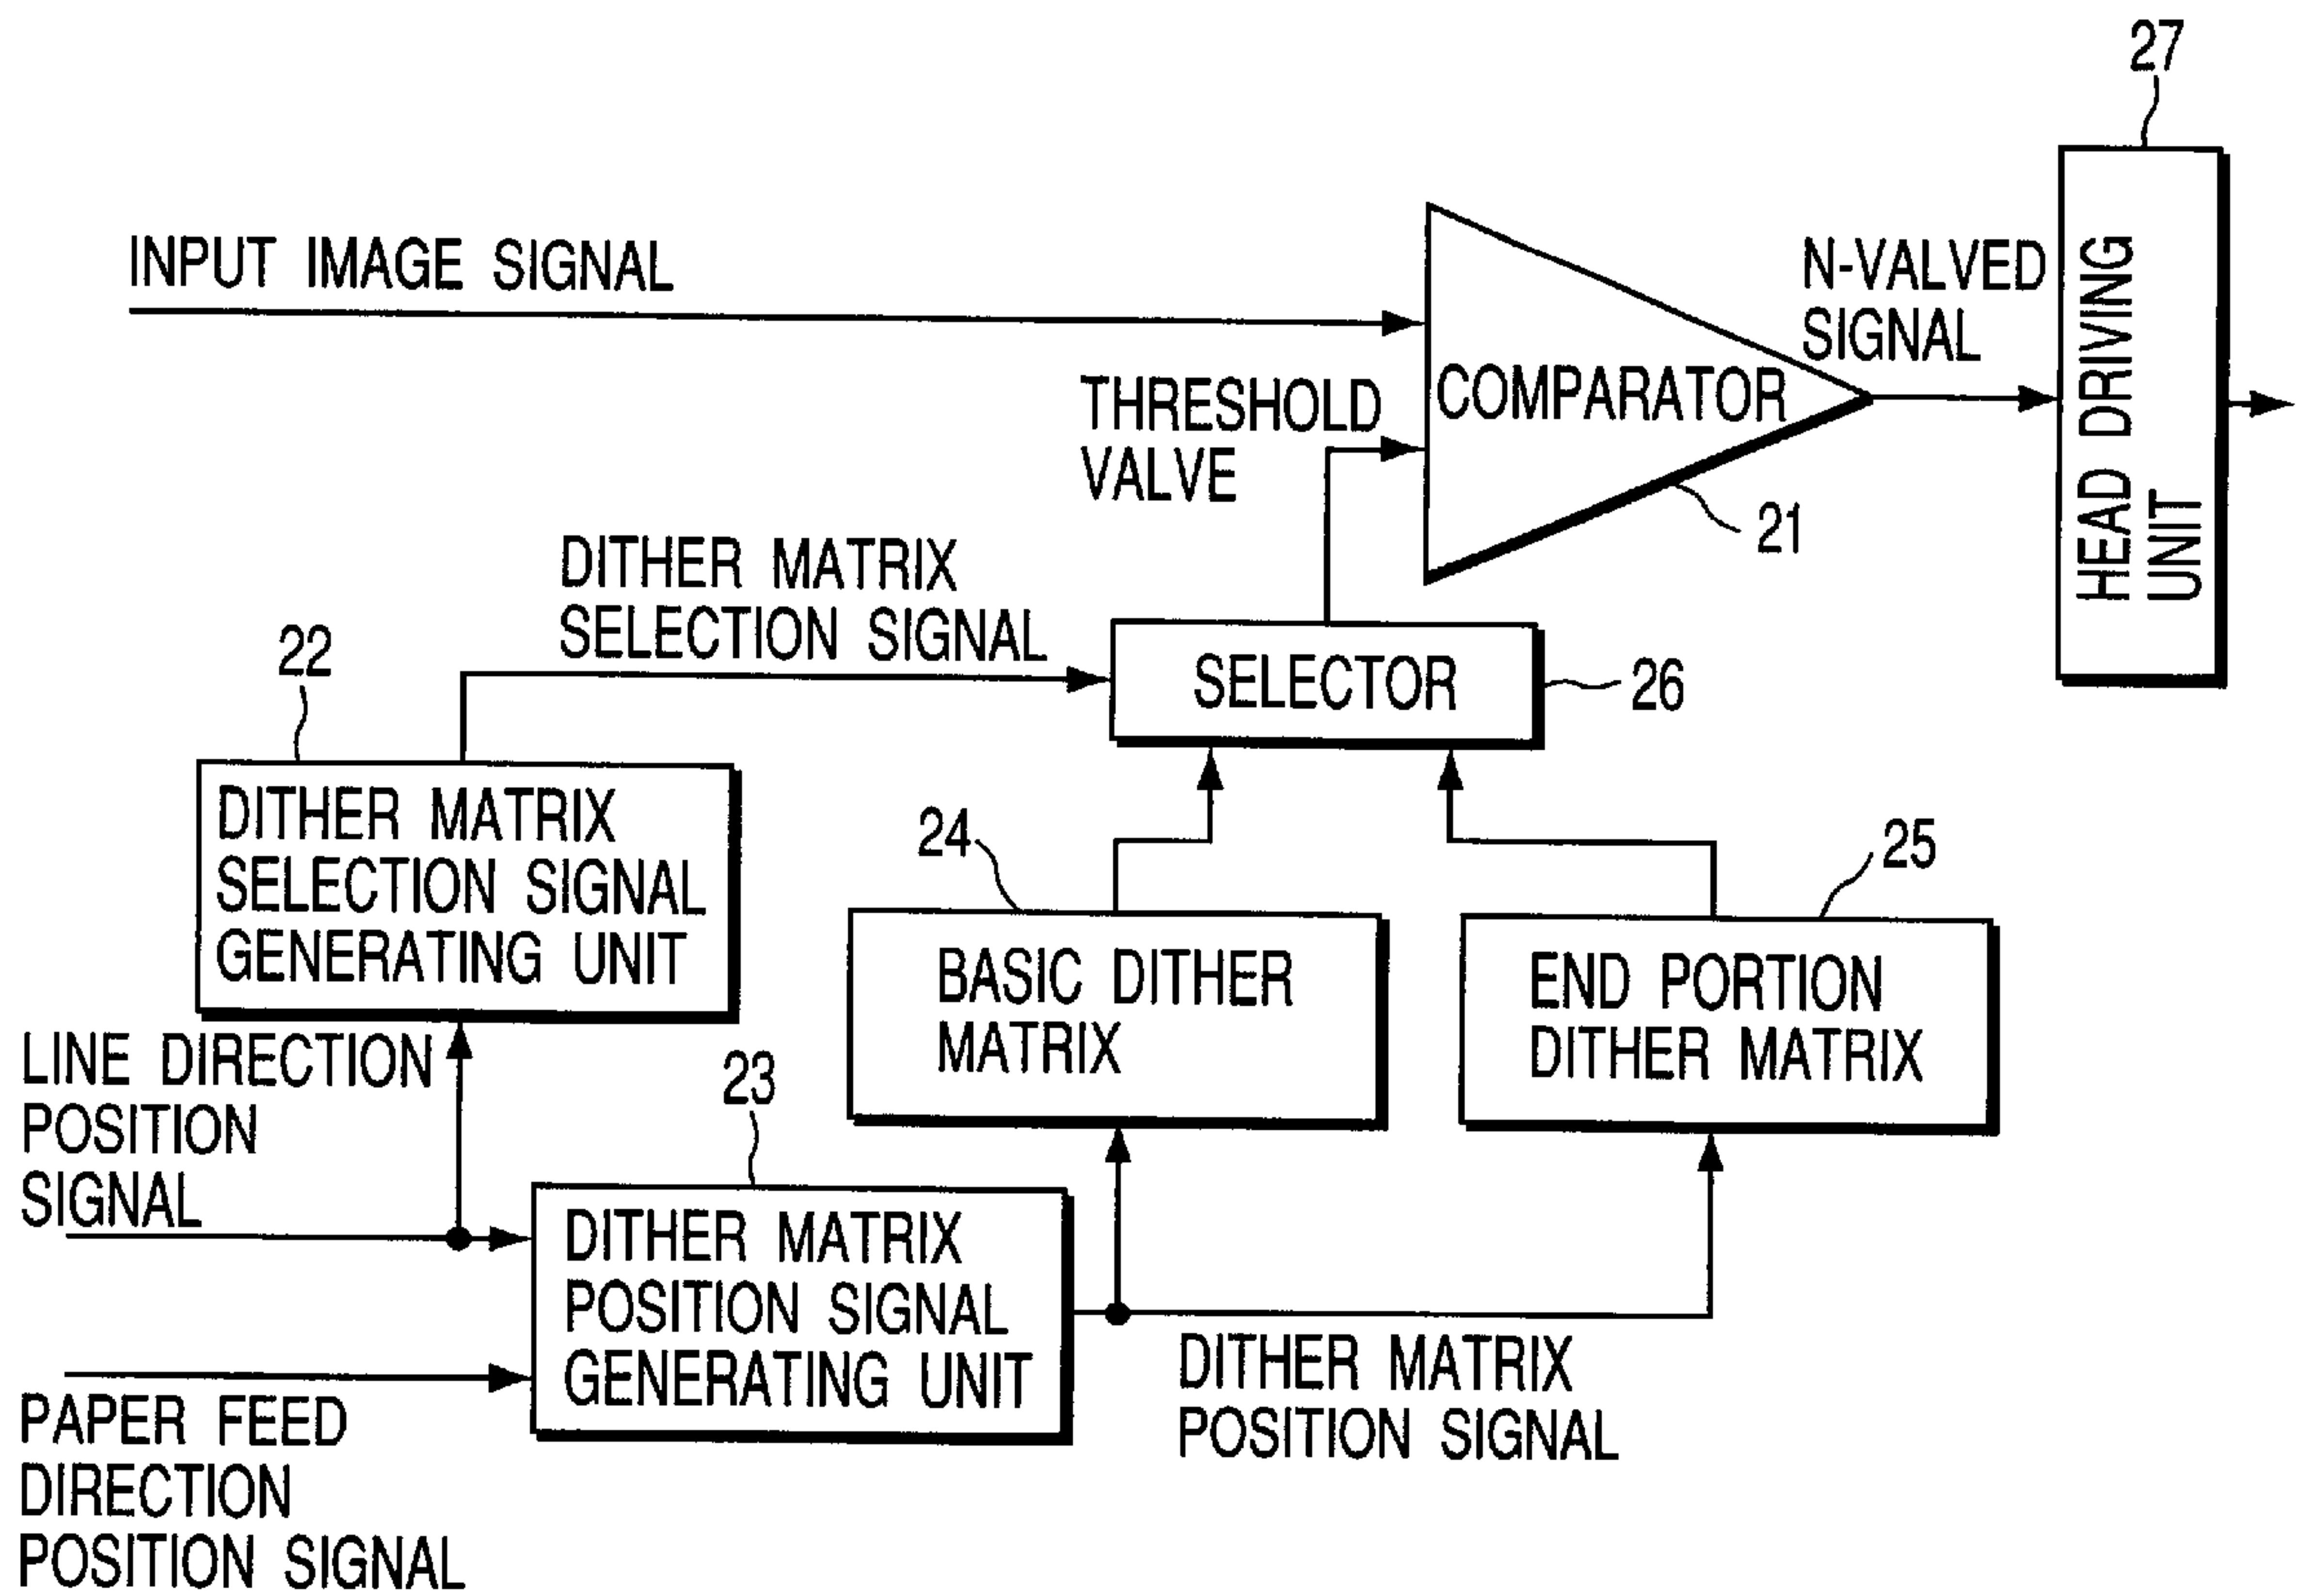 27
INPUT IMAGE SIGNAL
N-VALVED
SIGNAL
HEAD DRIVING
UNIT
THRESHOLD
VALVE
COMPARATOR
21
DITHER MATRIX
SELECTION SIGNAL
22
SELECTOR
26
DITHER MATRIX
SELECTION SIGNAL
GENERATING UNIT
24
25
BASIC DITHER
MATRIX
END PORTION
DITHER MATRIX
LINE DIRECTION
POSITION
SIGNAL
23
DITHER MATRIX
POSITION SIGNAL
GENERATING UNIT
DITHER MATRIX
POSITION SIGNAL
PAPER FEED
DIRECTION
POSITION SIGNAL